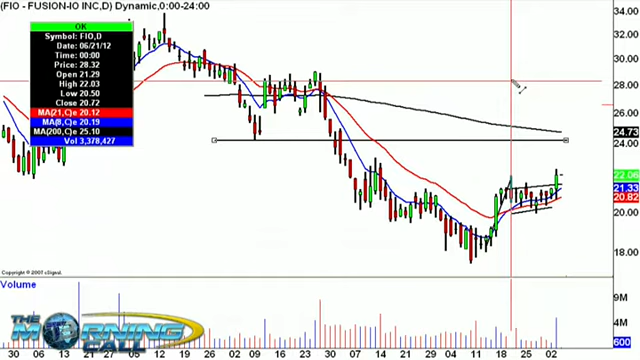 (FIO - FUSION-IO INC,D) Dynamic,0:00-24:00
OK
Symbol: FIO,D
Date: 06/21/12
Time: 00:00
Price: 28.32
Open 21.29
High 22.03
Low 20.50
Close 20.72
MA(21,C)e 20.12
MA(8,C)e 20.19
MA(200,C)e 25.10
Vol 3,378,427
34.00
32.00
30.00
28.00
26.00
24.73
24.00
22.06
21.33
20.82
20.00
18.00
Copyright © 2007 eSignal.
Volume
9M
6M
3M
600
THE
MORNING
CALL
30 06 13 21 29 05 12 19 26 02 09 16 23 30 07 14 21 29 04 11 18 25 02